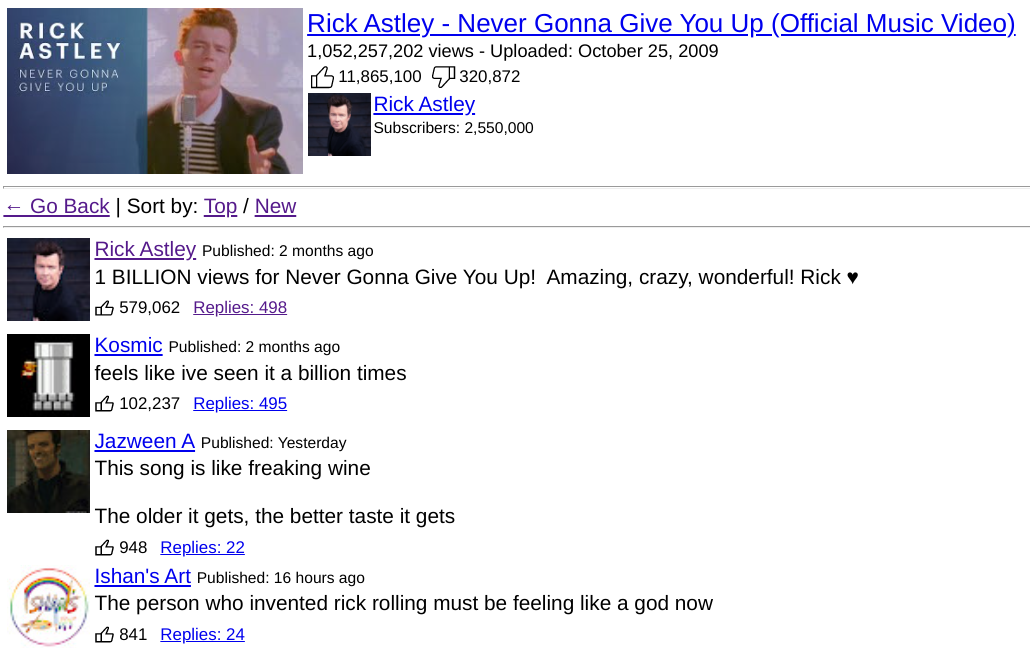 RICK
ASTLEY
NEVER GONNA
GIVE YOU UP
Rick Astley - Never Gonna Give You Up (Official Music Video)
1,052,257,202 views - Uploaded: October 25, 2009
11,865,100 320,872
Rick Astley
Subscribers: 2,550,000
← Go Back | Sort by: Top / New
Rick Astley Published: 2 months ago
1 BILLION views for Never Gonna Give You Up!  Amazing, crazy, wonderful! Rick ♥
579,062 Replies: 498
Kosmic Published: 2 months ago
feels like ive seen it a billion times
102,237 Replies: 495
Jazween A Published: Yesterday
This song is like freaking wine
The older it gets, the better taste it gets
948 Replies: 22
Ishan's Art Published: 16 hours ago
The person who invented rick rolling must be feeling like a god now
841 Replies: 24